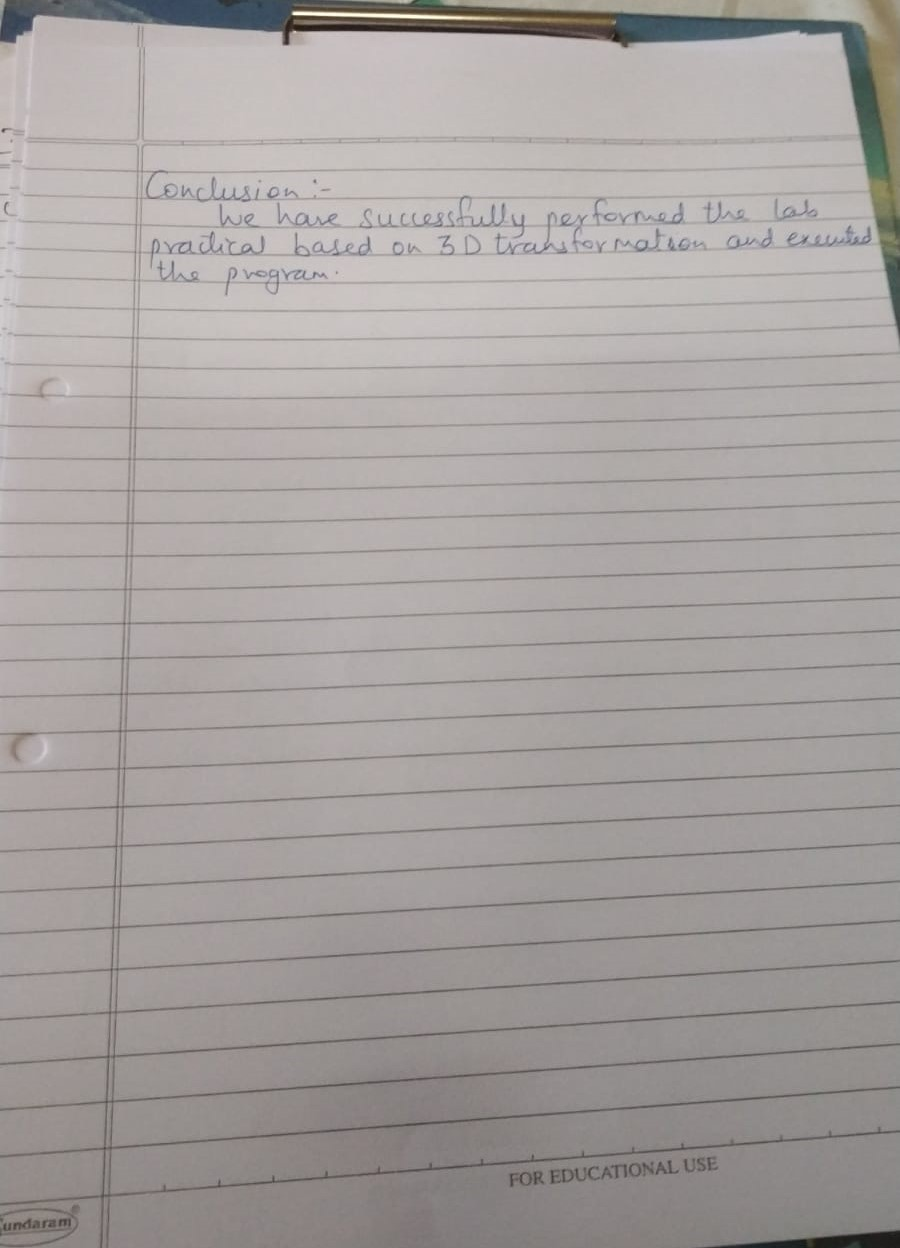 Conclusion :-
We have successfully performed the lab
practical based on 3D transformation and executed
the program.
FOR EDUCATIONAL USE
undaram